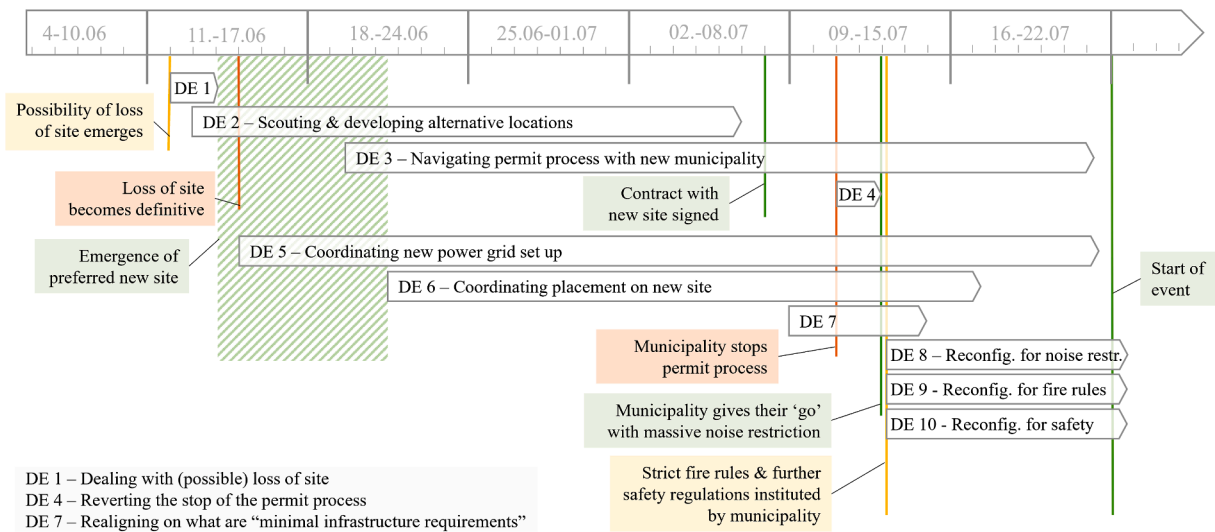 4-10.06
11.-17.06
18.-24.06
25.06-01.07
02.-08.07
09.-15.07
16.-22.07
DE 1
Possibility of loss
of site emerges
DE 2 – Scouting & developing alternative locations
DE 3 – Navigating permit process with new municipality
Loss of site
becomes definitive
Contract with
new site signed
DE 4
Emergence of
preferred new site
DE 5 – Coordinating new power grid set up
DE 6 – Coordinating placement on new site
Start of
event
DE 7
Municipality stops
permit process
DE 8 – Reconfig. for noise restr.
DE 9 - Reconfig. for fire rules
DE 10 - Reconfig. for safety
Municipality gives their ‘go’
with massive noise restriction
Strict fire rules & further
safety regulations instituted
by municipality
DE 1 – Dealing with (possible) loss of site
DE 4 – Reverting the stop of the permit process
DE 7 – Realigning on what are “minimal infrastructure requirements”